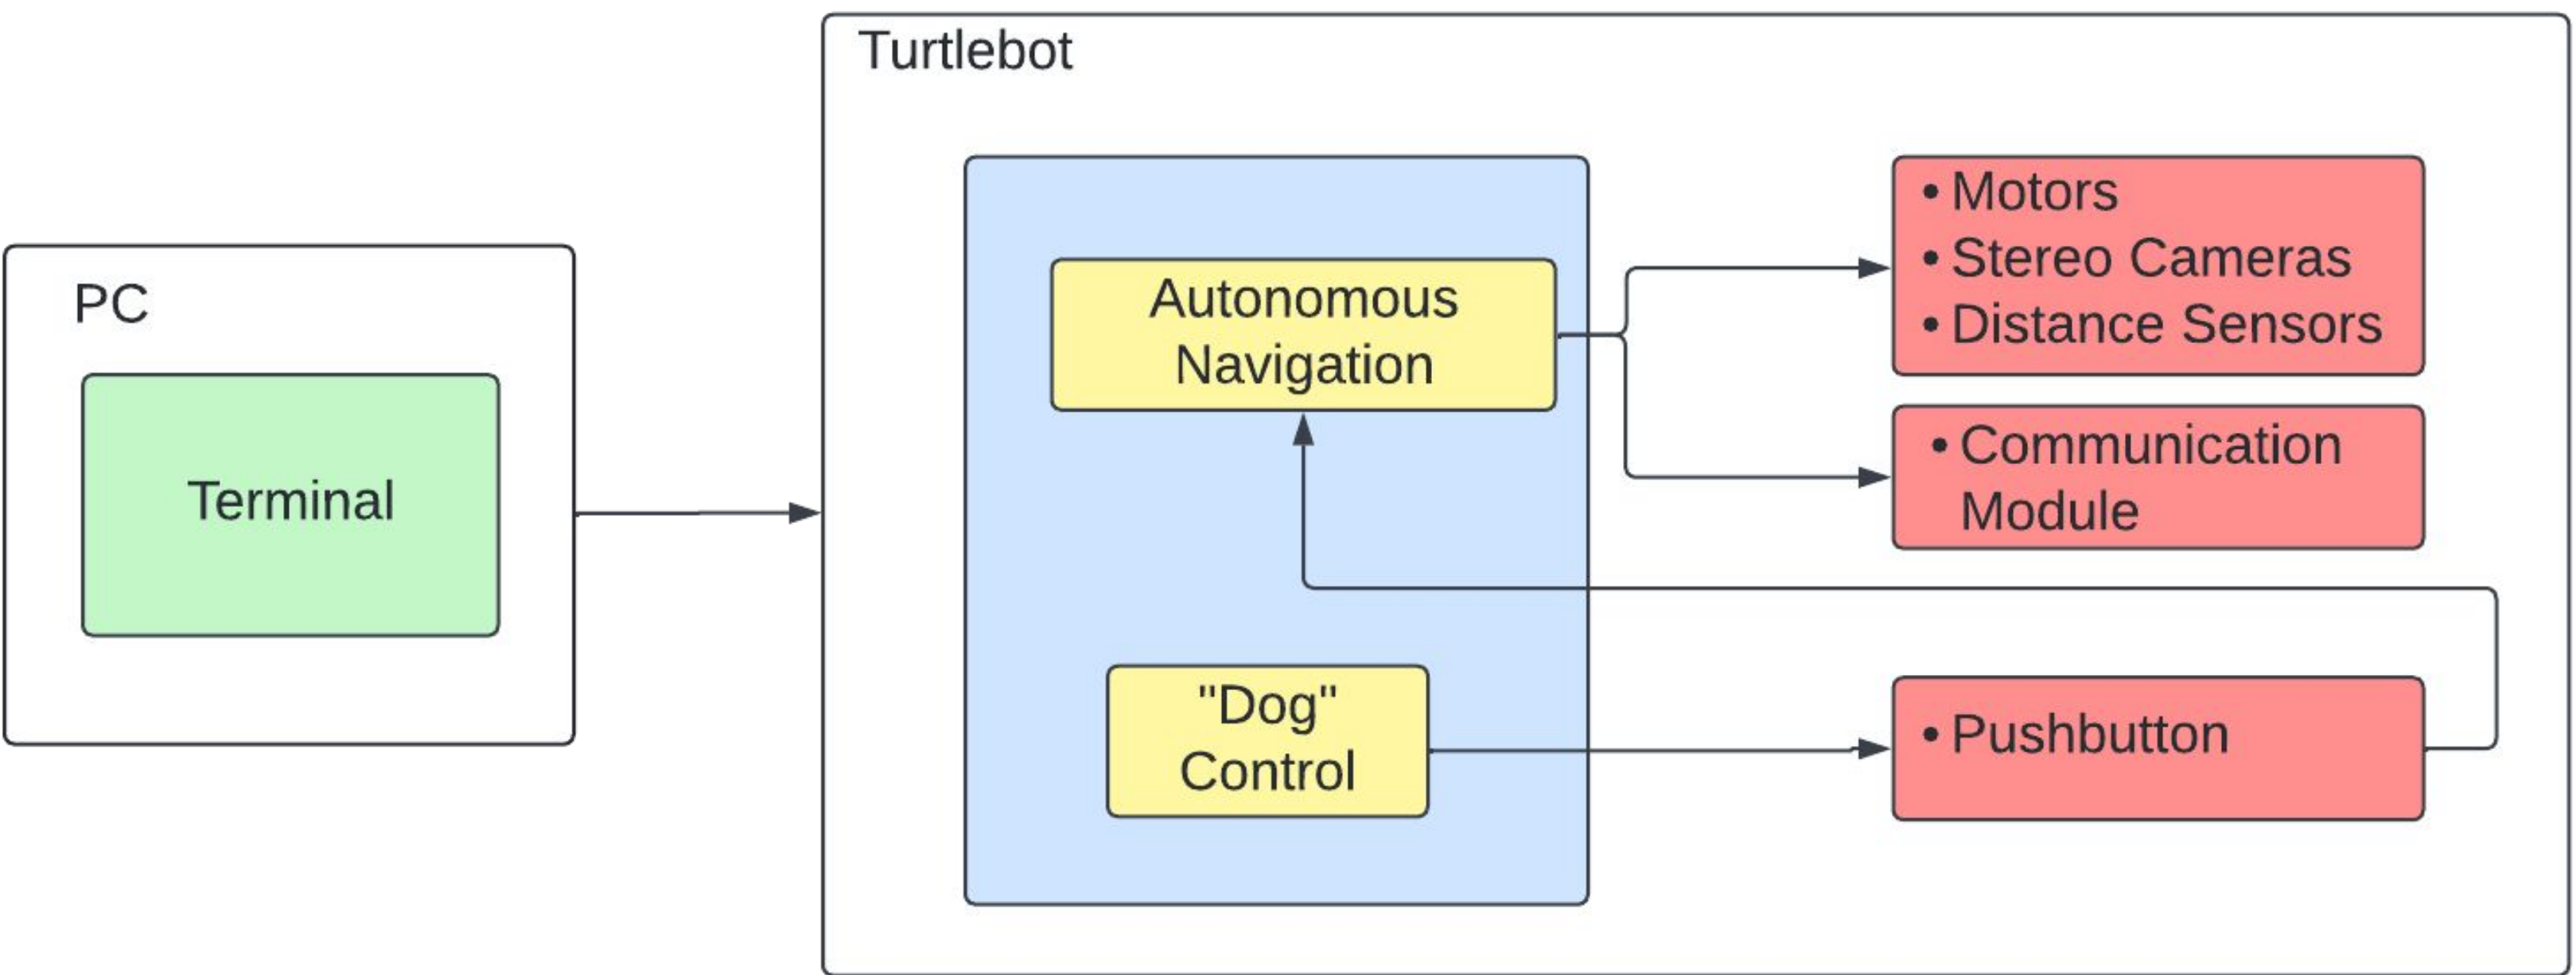 Turtlebot
PC
Terminal
Autonomous
Navigation
"Dog"
Control
• Motors
• Stereo Cameras
• Distance Sensors
• Communication
Module
• Pushbutton